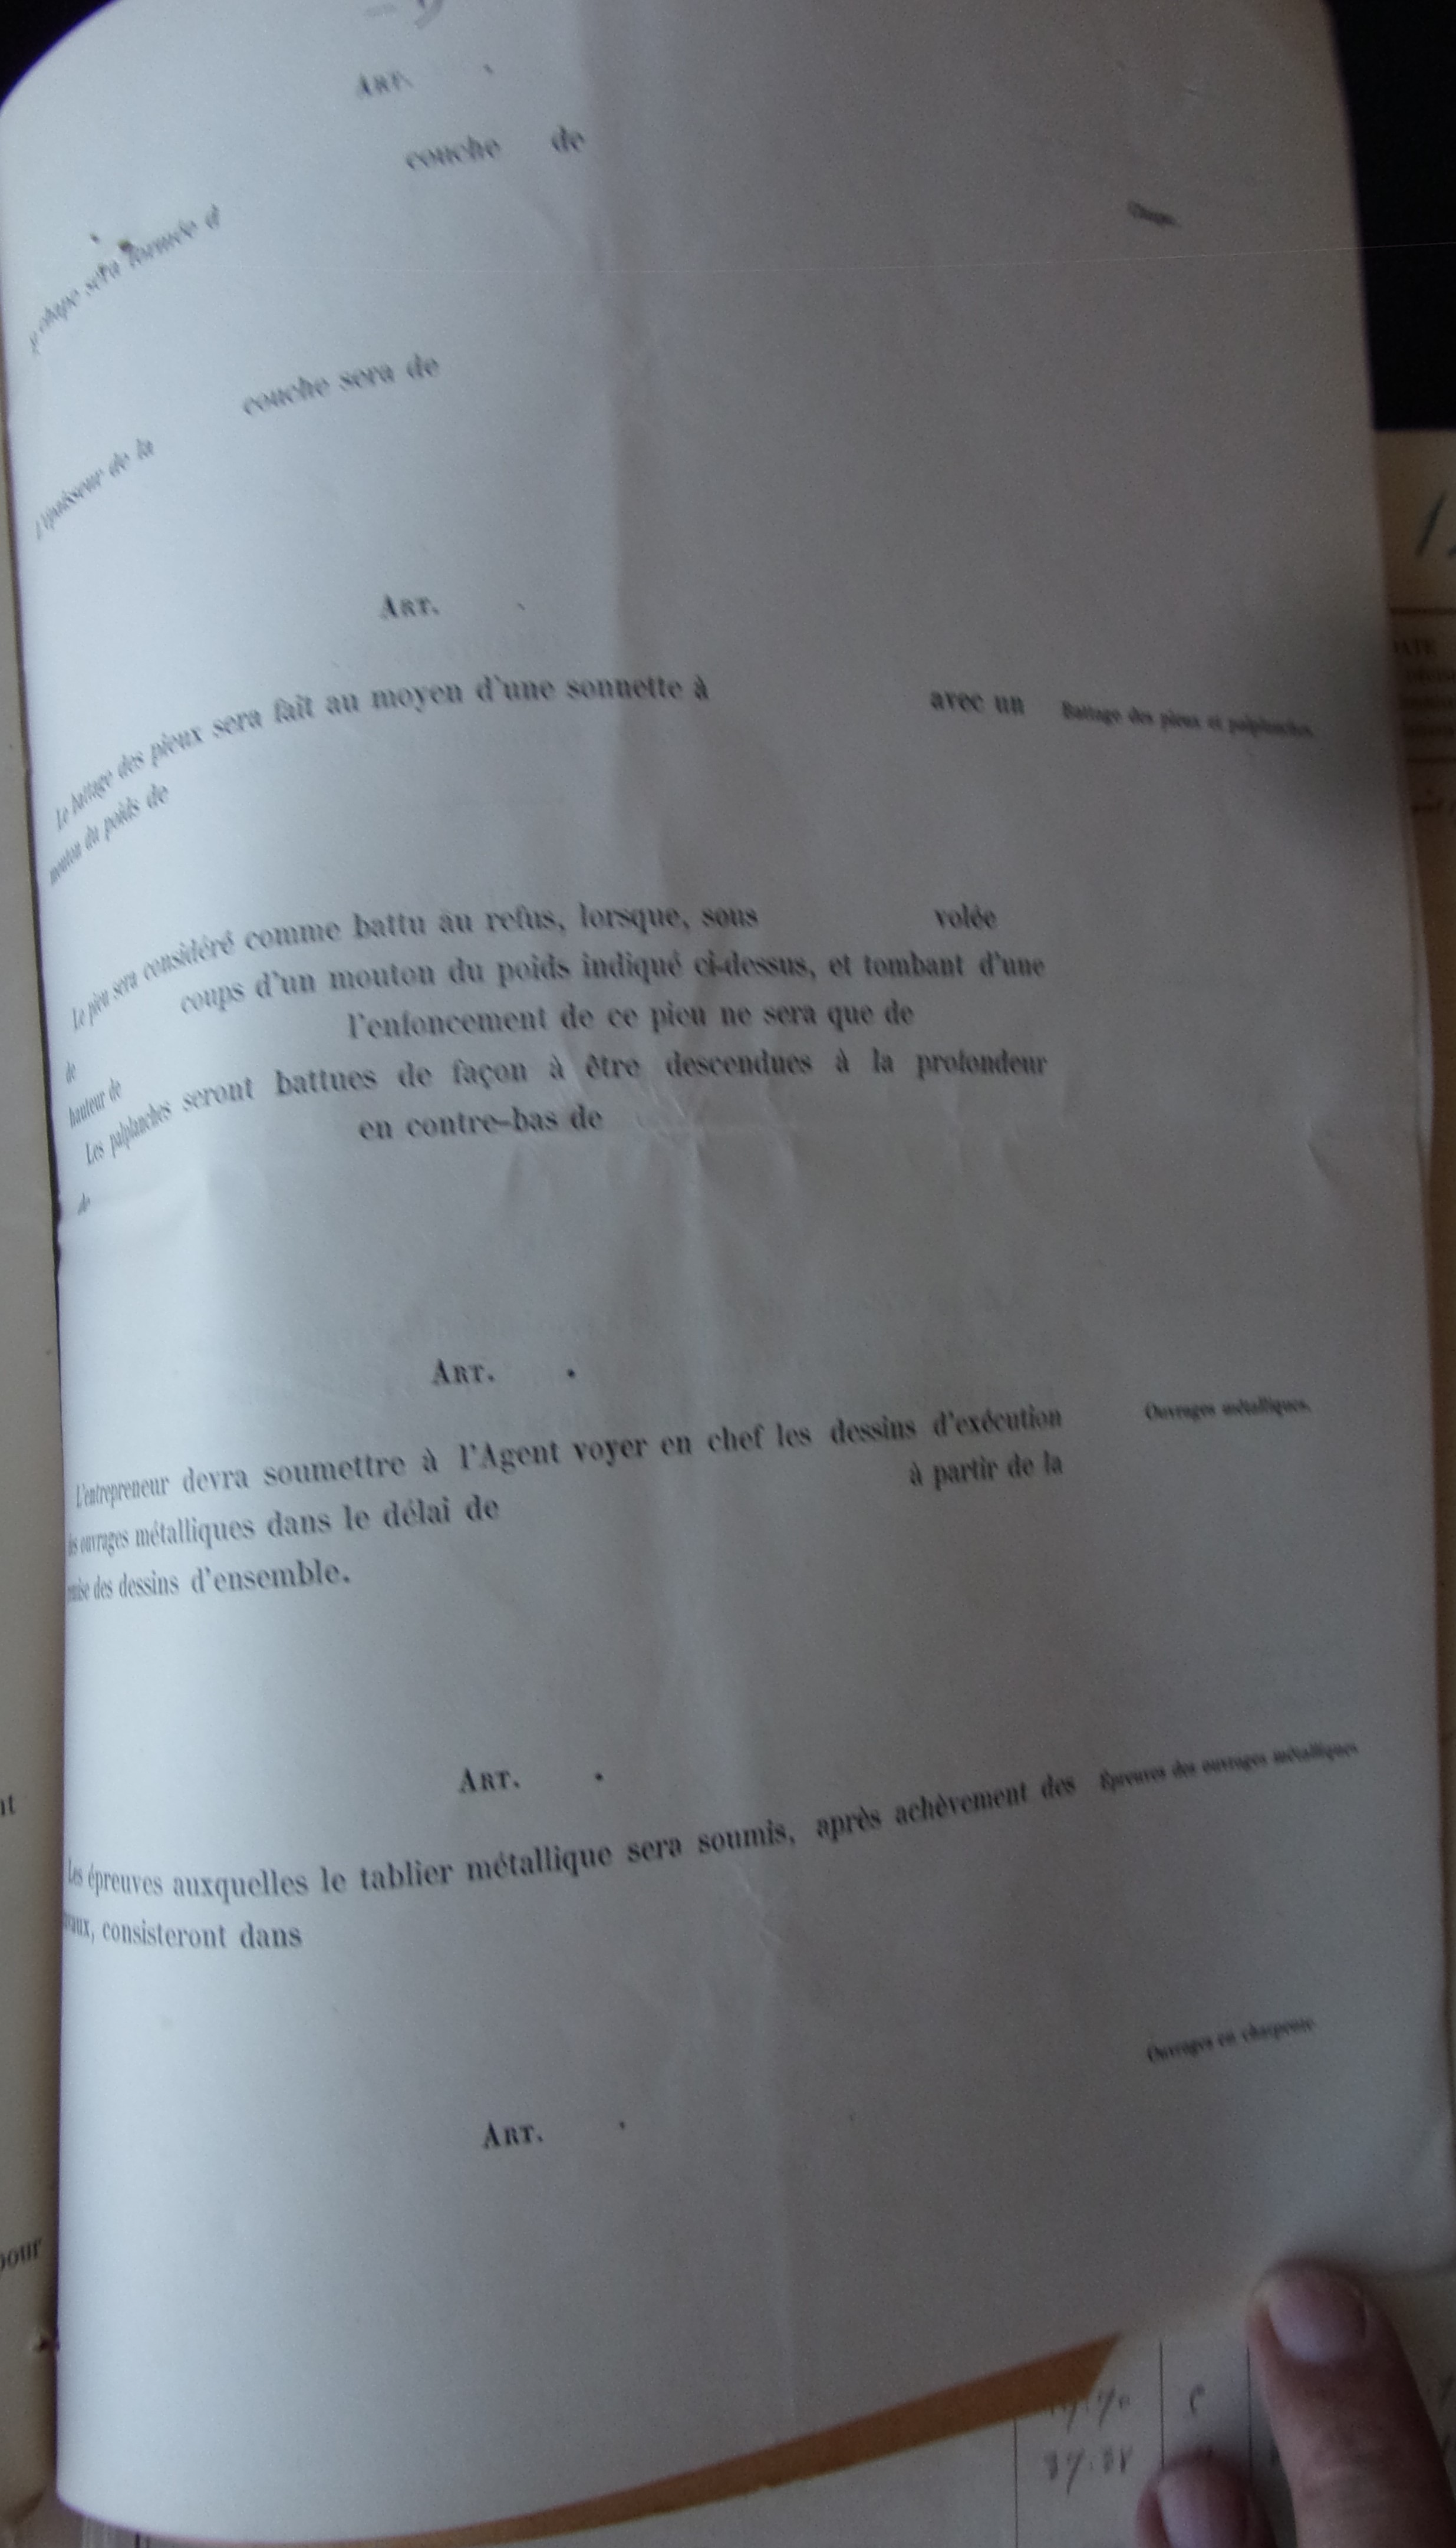 ART. .
chape sera formée d couche de
Chape.
L'épaisseur de la couche sera de
ART. .
Le battage des pieux sera fait au moyen d'une sonnette à avec un
Battage des pieux et palplanches.
mouton du poids de
Le pieu sera considéré comme battu au refus, lorsque, sous volée
de coups d'un mouton du poids indiqué ci-dessus, et tombant d'une
hauteur de l'enfoncement de ce pieu ne sera que de
Les palplanches seront battues de façon à être descendues à la profondeur
de en contre-bas de
ART. .
L'entrepreneur devra soumettre à l'Agent voyer en chef les dessins d'exécution
Ouvrages métalliques.
des ouvrages métalliques dans le délai de à partir de la
remise des dessins d'ensemble.
ART. .
Les épreuves auxquelles le tablier métallique sera soumis, après achèvement des
Épreuves des ouvrages métalliques
travaux, consisteront dans
Ouvrages en charpente.
ART. .
pour